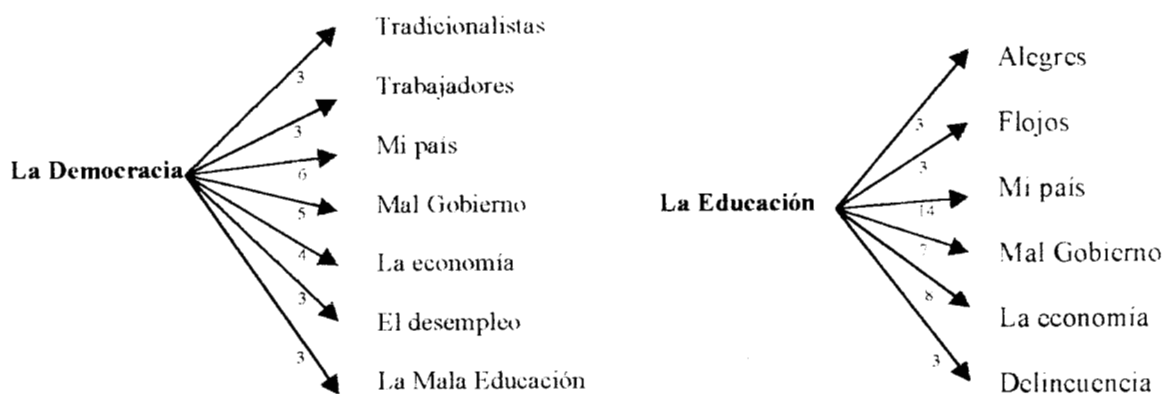 Tradicionalistas
3
Trabajadores
3
Mi país
6
La Democracia
Mal Gobierno
5
La economía
4
El desempleo
3
La Mala Educación
3
Alegres
3
Flojos
3
Mi país
14
La Educación
Mal Gobierno
7
La economía
8
Delincuencia
3